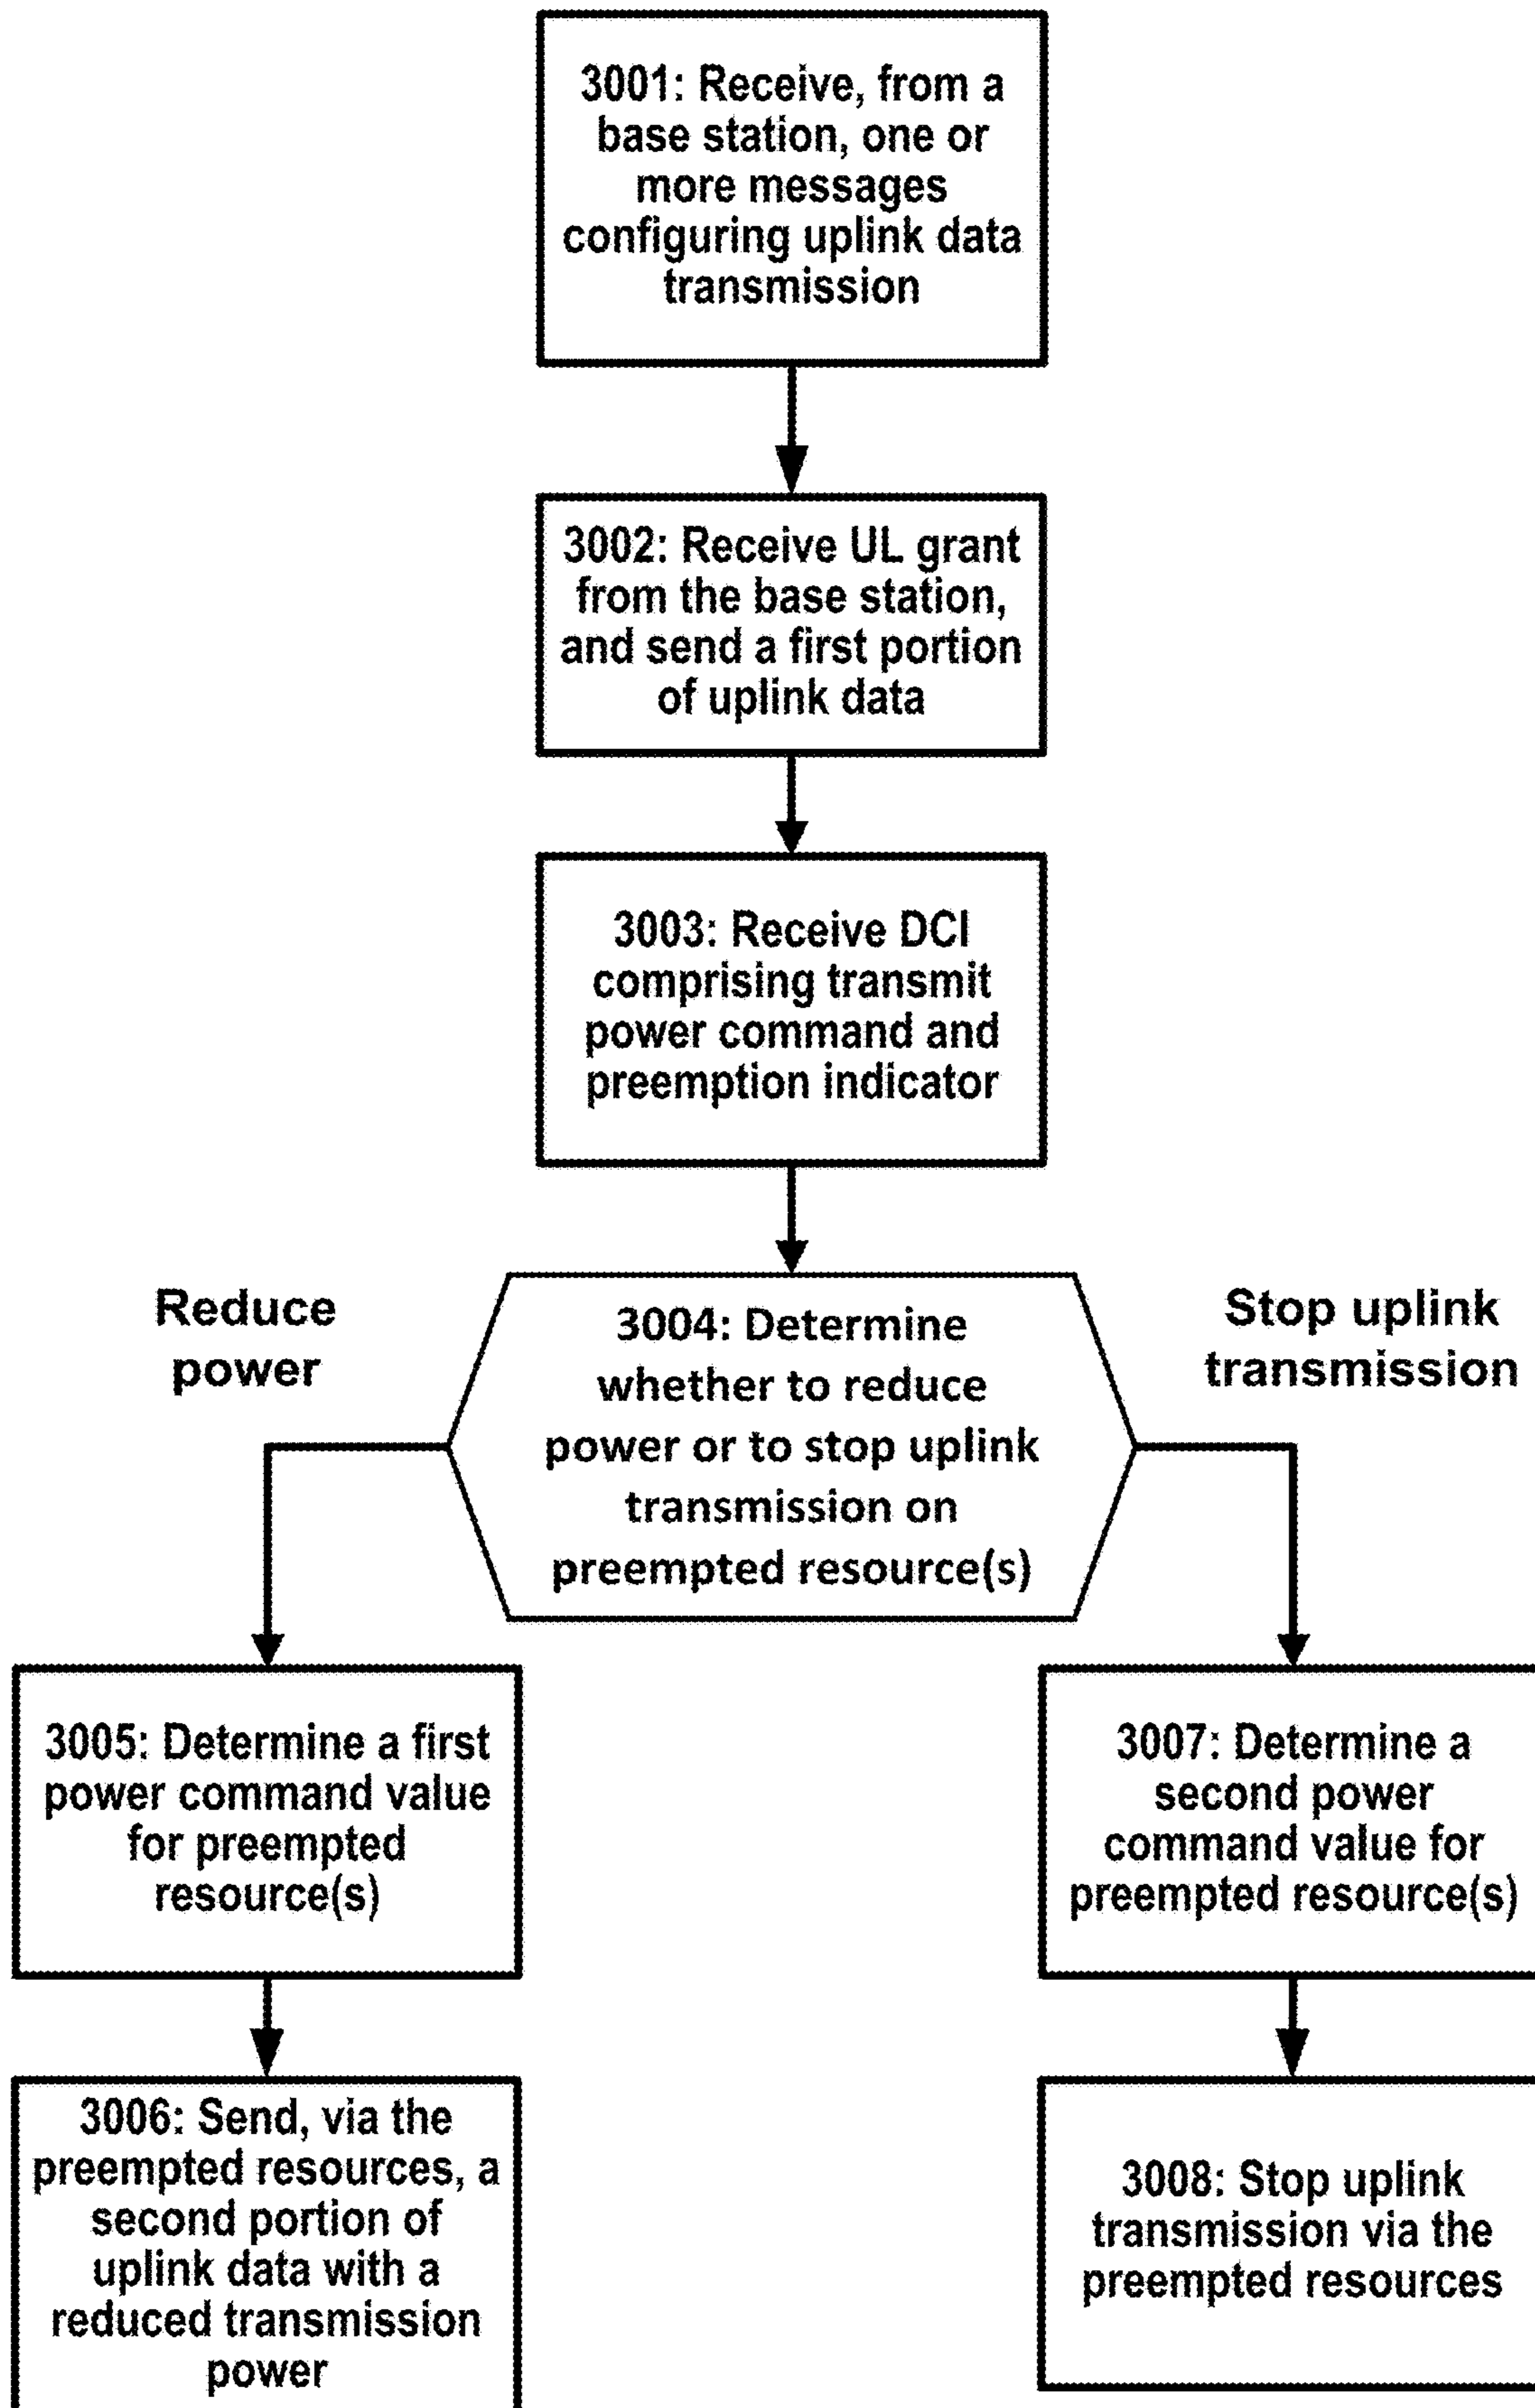 3001: Receive, from a
base station, one or
more messages
configuring uplink data
transmission
3002: Receive UL grant
from the base station,
and send a first portion
of uplink data
3003: Receive DCI
comprising transmit
power command and
preemption indicator
Reduce
power
3004: Determine
whether to reduce
power or to stop uplink
transmission on
preempted resource(s)
Stop uplink
transmission
3005: Determine a first
power command value
for preempted
resource(s)
3006: Send, via the
preempted resources, a
second portion of
uplink data with a
reduced transmission
power
3007: Determine a
second power
command value for
preempted resource(s)
3008: Stop uplink
transmission via the
preempted resources